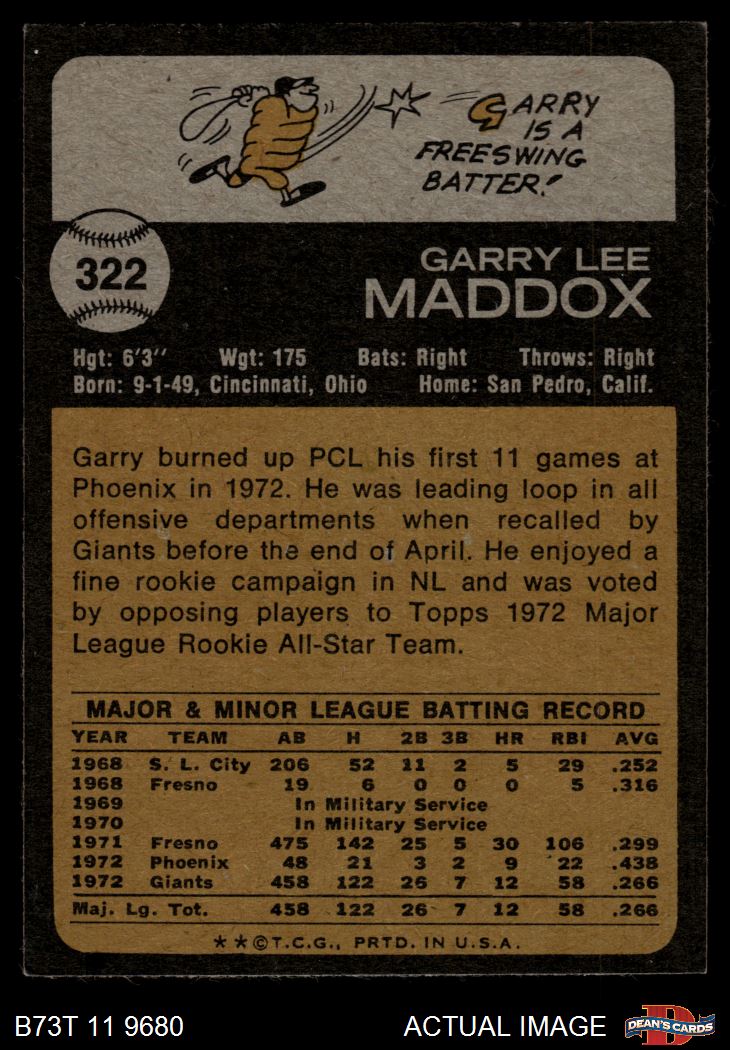 GARRY
IS A
FREESWING
BATTER!
322
GARRY LEE
MADDOX
Hgt: 6'3" Wgt: 175 Bats: Right Throws: Right
Born: 9-1-49, Cincinnati, Ohio Home: San Pedro, Calif.
Garry burned up PCL his first 11 games at
Phoenix in 1972. He was leading loop in all
offensive departments when recalled by
Giants before the end of April. He enjoyed a
fine rookie campaign in NL and was voted
by opposing players to Topps 1972 Major
League Rookie All-Star Team.
MAJOR & MINOR LEAGUE BATTING RECORD
YEAR TEAM AB H 2B 3B HR RBI AVG
1968 S. L. City 206 52 11 2 5 29 .252
1968 Fresno 19 6 0 0 0 5 .316
1969 In Military Service
1970 In Military Service
1971 Fresno 475 142 25 5 30 106 .299
1972 Phoenix 48 21 3 2 9 22 .438
1972 Giants 458 122 26 7 12 58 .266
Maj. Lg. Tot. 458 122 26 7 12 58 .266
**©T.C.G., PRTD. IN U.S.A.
B73T 11 9680 ACTUAL IMAGE
DEAN'S CARDS